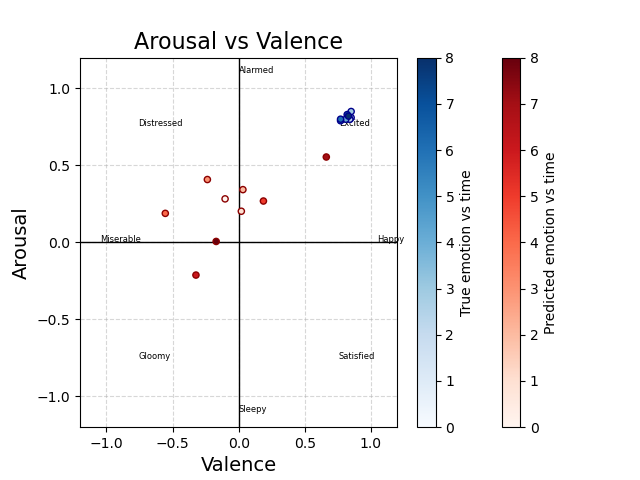 Arousal vs Valence
Alarmed
Distressed
Excited
Miserable
Happy
Gloomy
Satisfied
Sleepy
1.0
0.5
0.0
−0.5
−1.0
Arousal
−1.0 −0.5 0.0 0.5 1.0
Valence
8
7
6
5
4
3
2
1
0
True emotion vs time
8
7
6
5
4
3
2
1
0
Predicted emotion vs time